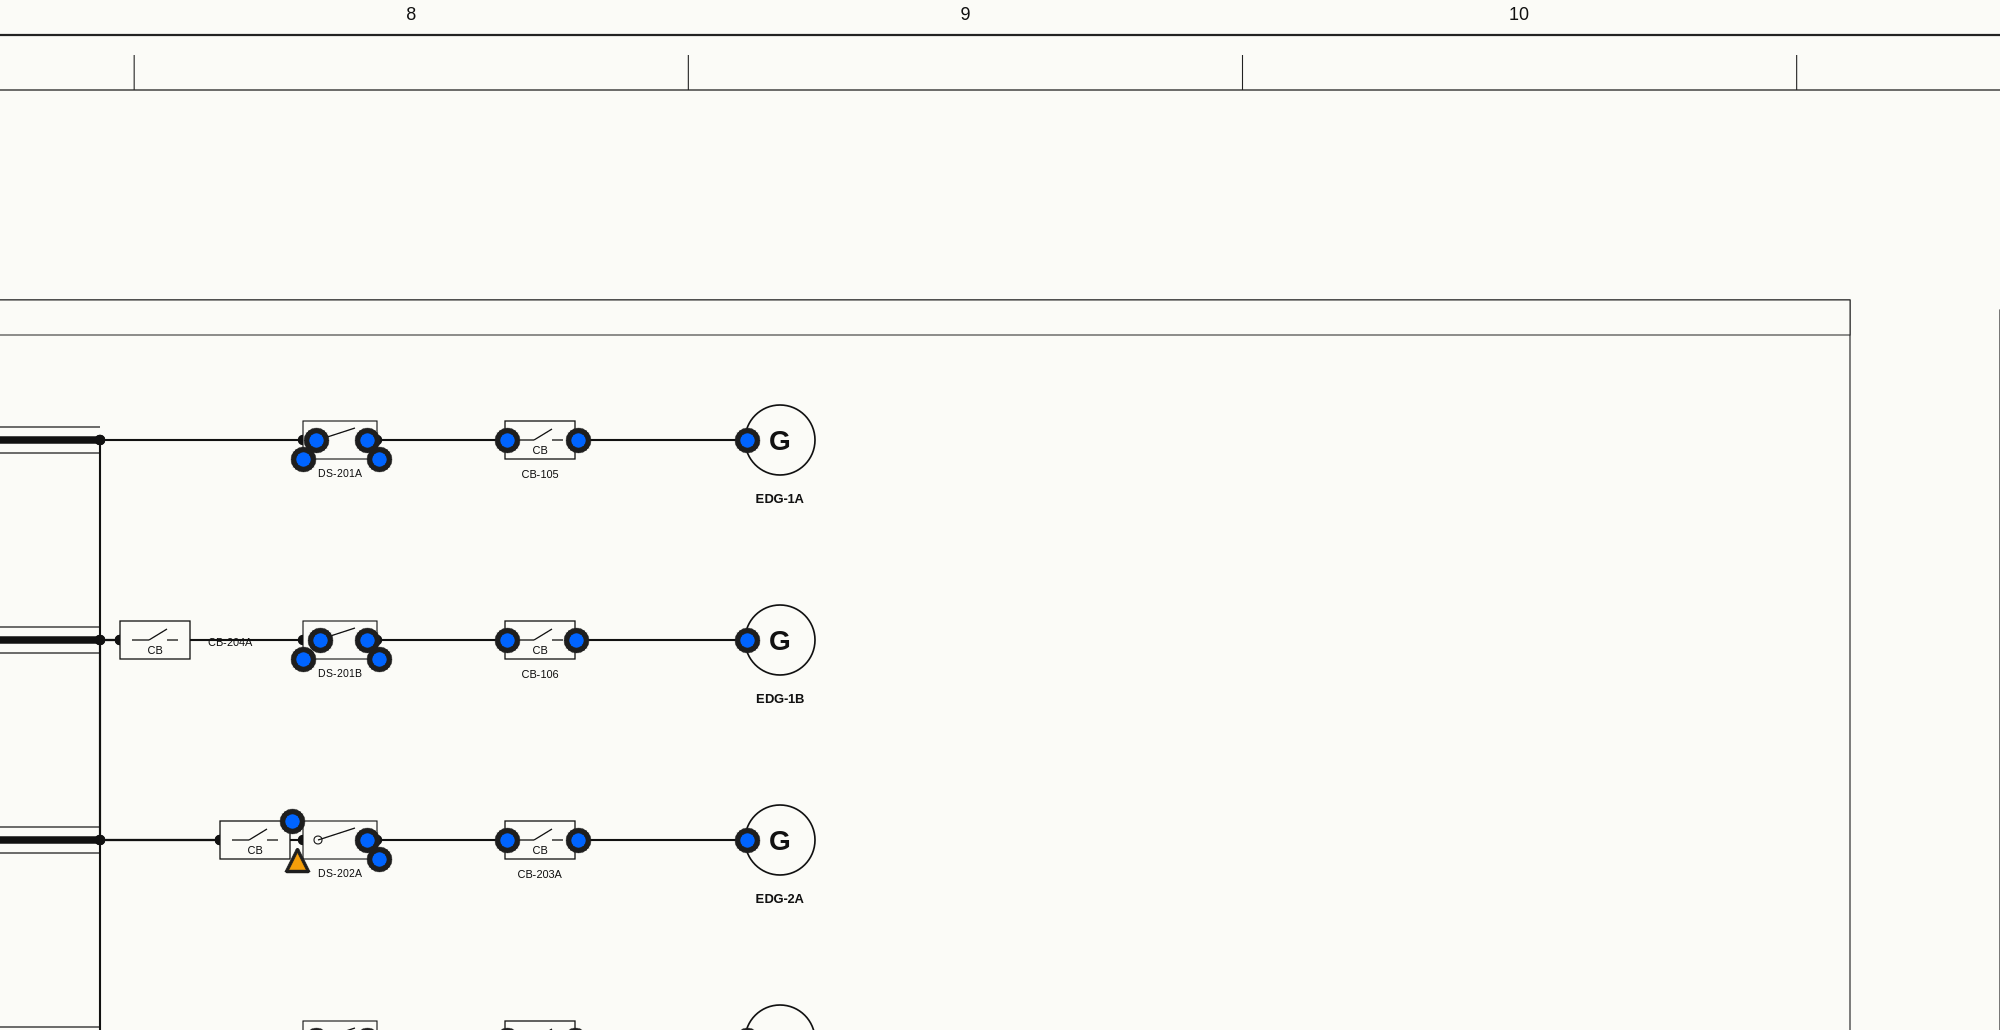 8 9 10
CB G
DS-201A CB-105
EDG-1A
CB CB-204A CB G
DS-201B CB-106
EDG-1B
CB CB G
DS-202A CB-203A
EDG-2A